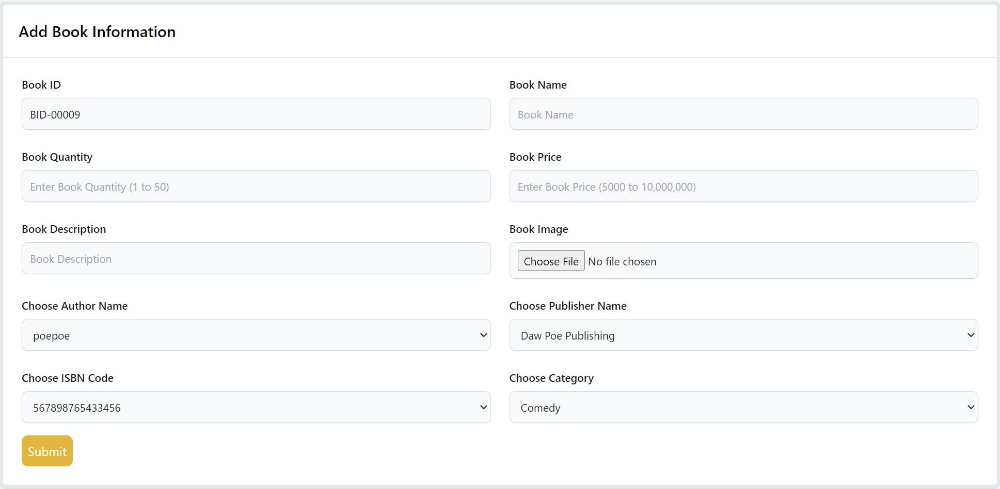 Add Book Information
Book ID
BID-00009
Book Name
Book Name
Book Quantity
Enter Book Quantity (1 to 50)
Book Price
Enter Book Price (5000 to 10,000,000)
Book Description
Book Description
Book Image
Choose File No file chosen
Choose Author Name
poepoe
Choose Publisher Name
Daw Poe Publishing
Choose ISBN Code
567898765433456
Choose Category
Comedy
Submit